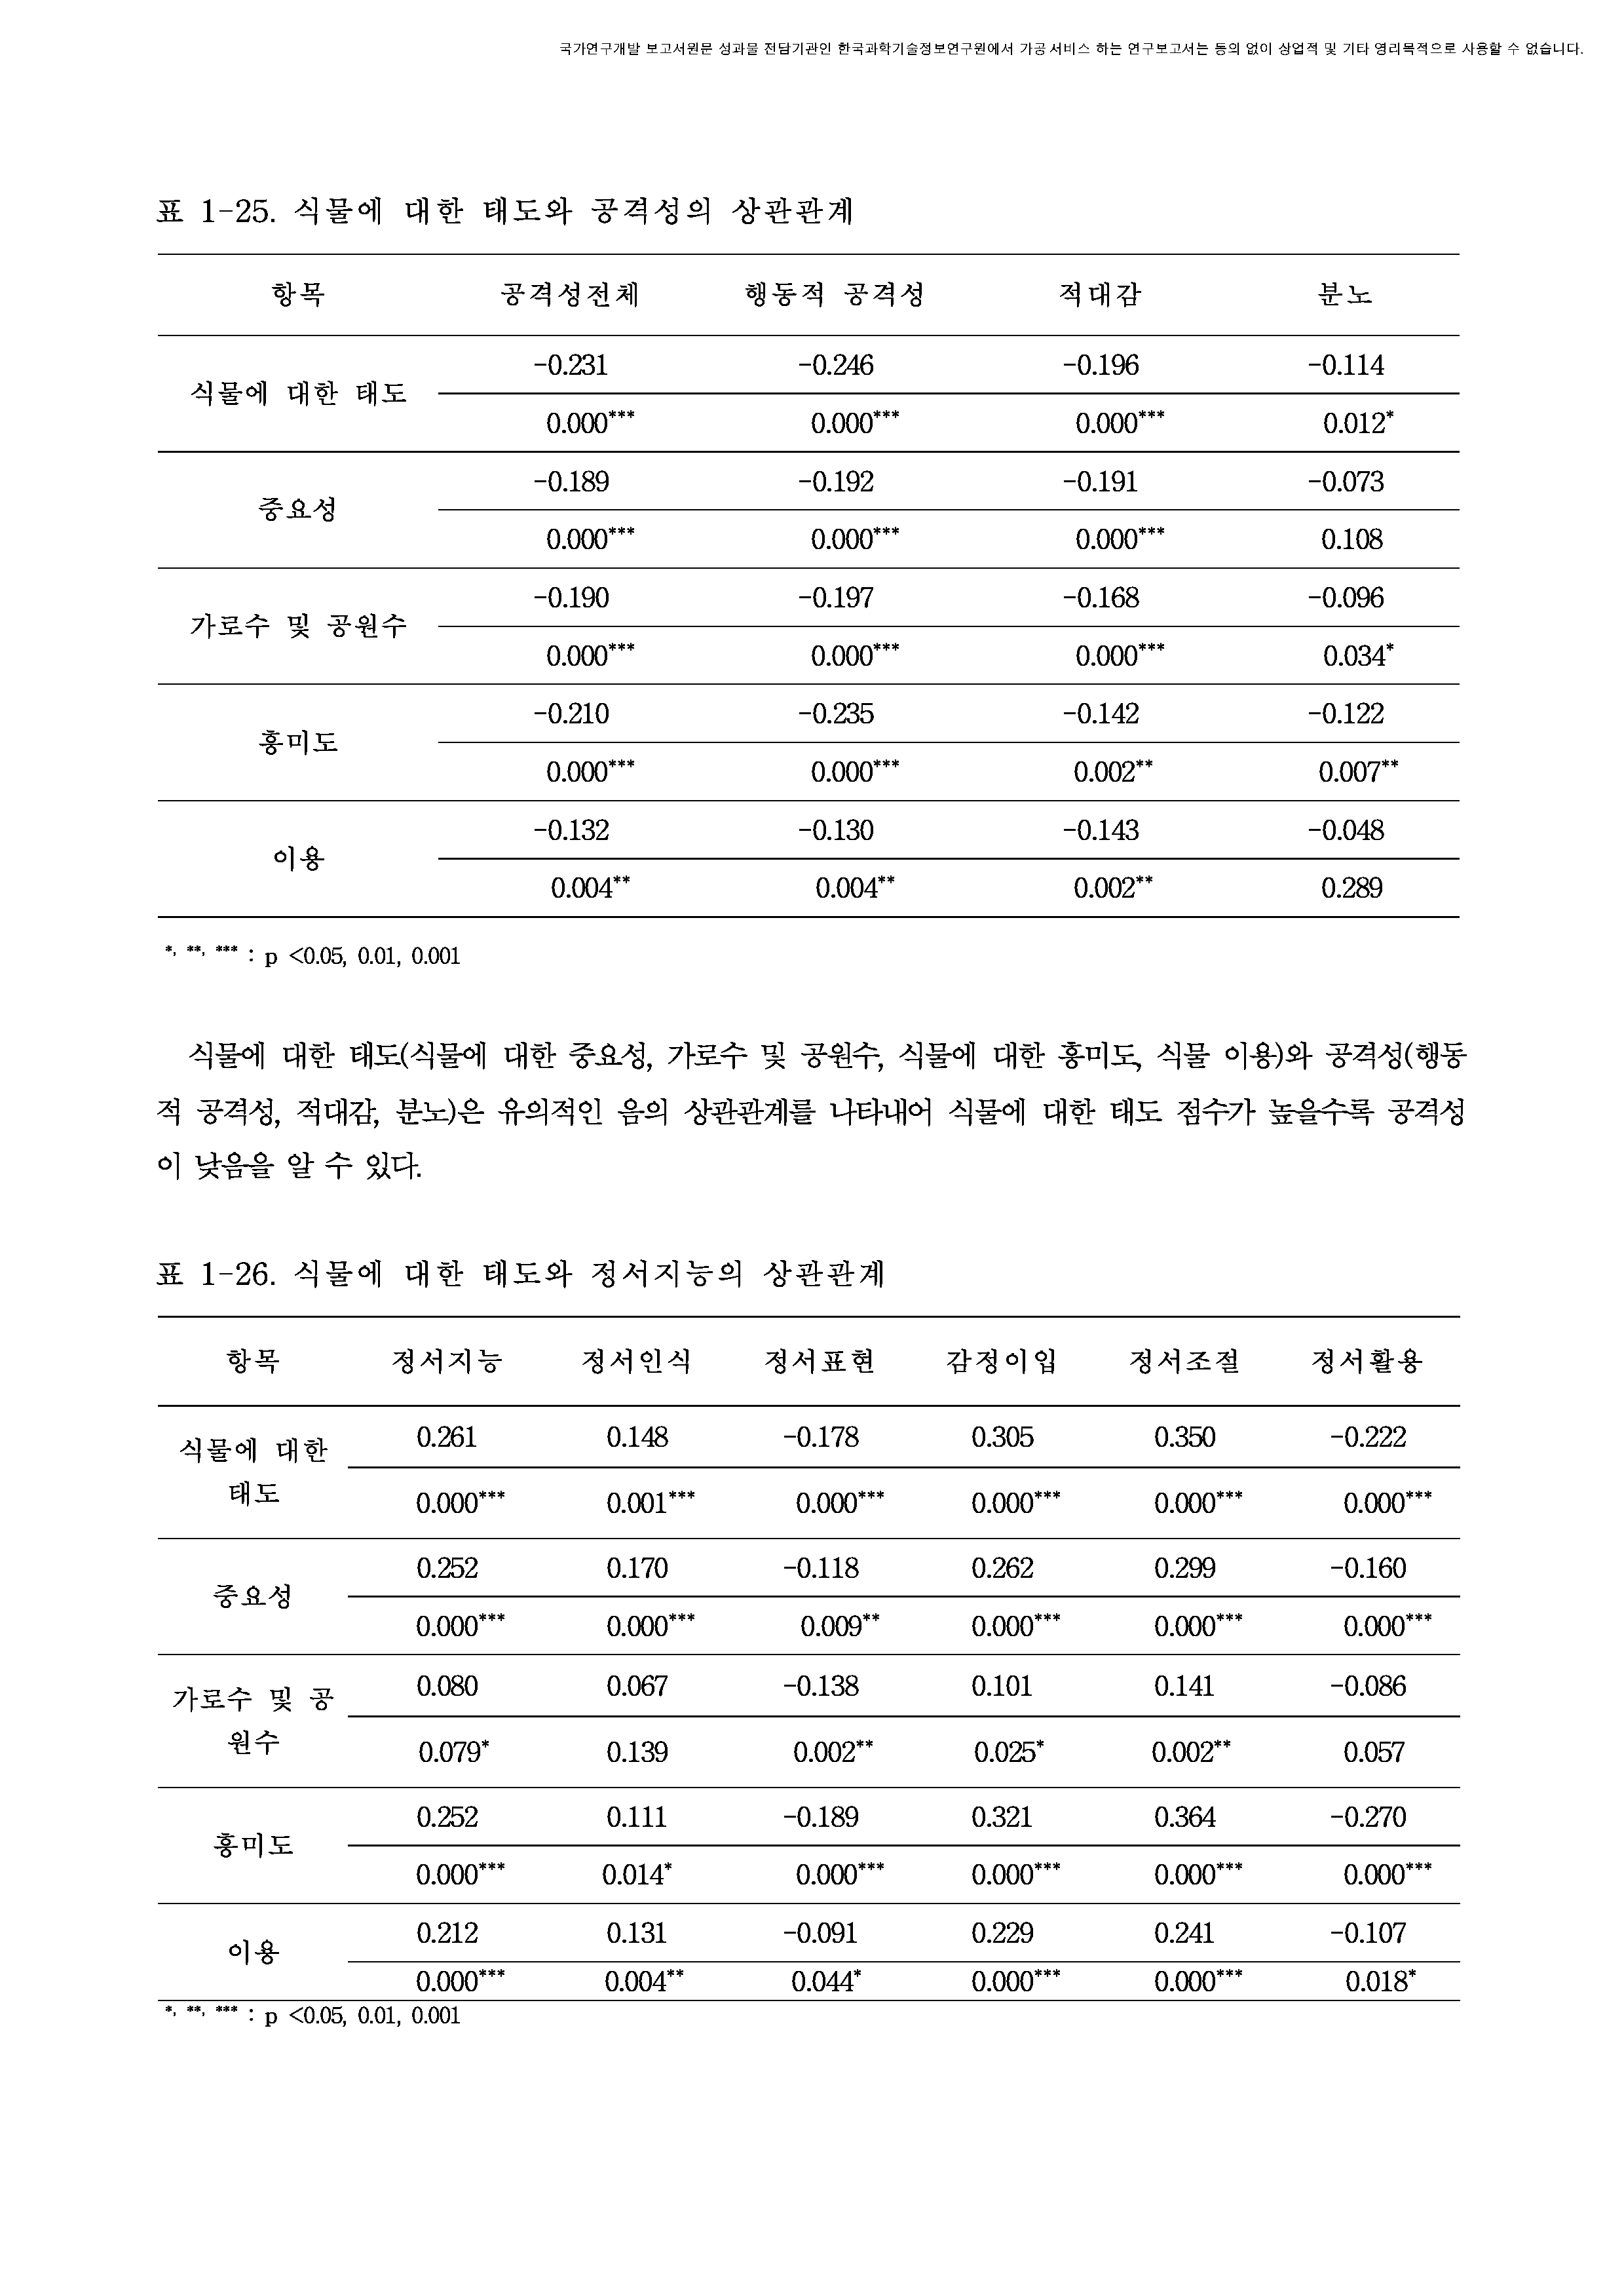 국가연구개발 보고서원문 성과물 전담기관인 한국과학기술정보연구원에서 가공·서비스 하는 연구보고서는 동의 없이 상업적 및 기타 영리목적으로 사용할 수 없습니다.
표 1-25. 식물에 대한 태도와 공격성의 상관관계
항목 공격성전체 행동적 공격성 적대감 분노
식물에 대한 태도 -0.231 -0.246 -0.196 -0.114
0.000*** 0.000*** 0.000*** 0.012*
중요성 -0.189 -0.192 -0.191 -0.073
0.000*** 0.000*** 0.000*** 0.108
가로수 및 공원수 -0.190 -0.197 -0.168 -0.096
0.000*** 0.000*** 0.000*** 0.034*
흥미도 -0.210 -0.235 -0.142 -0.122
0.000*** 0.000*** 0.002** 0.007**
이용 -0.132 -0.130 -0.143 -0.048
0.004** 0.004** 0.002** 0.289
*, **, *** : p <0.05, 0.01, 0.001
식물에 대한 태도(식물에 대한 중요성, 가로수 및 공원수, 식물에 대한 흥미도, 식물 이용)와 공격성(행동
적 공격성, 적대감, 분노)은 유의적인 음의 상관관계를 나타내어 식물에 대한 태도 점수가 높을수록 공격성
이 낮음을 알 수 있다.
표 1-26. 식물에 대한 태도와 정서지능의 상관관계
항목 정서지능 정서인식 정서표현 감정이입 정서조절 정서활용
식물에 대한 0.261 0.148 -0.178 0.305 0.350 -0.222
태도 0.000*** 0.001*** 0.000*** 0.000*** 0.000*** 0.000***
중요성 0.252 0.170 -0.118 0.262 0.299 -0.160
0.000*** 0.000*** 0.009** 0.000*** 0.000*** 0.000***
가로수 및 공 0.080 0.067 -0.138 0.101 0.141 -0.086
원수 0.079* 0.139 0.002** 0.025* 0.002** 0.057
흥미도 0.252 0.111 -0.189 0.321 0.364 -0.270
0.000*** 0.014* 0.000*** 0.000*** 0.000*** 0.000***
이용 0.212 0.131 -0.091 0.229 0.241 -0.107
0.000*** 0.004** 0.044* 0.000*** 0.000*** 0.018*
*, **, *** : p <0.05, 0.01, 0.001